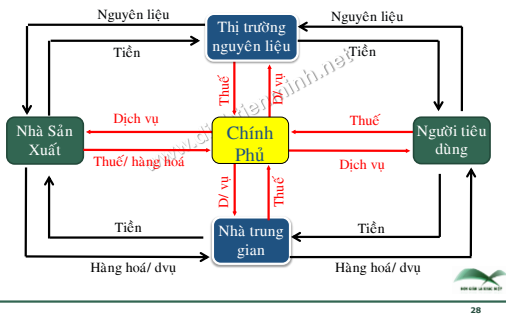 Nguyên liệu
Thị trường
nguyên liệu
Nguyên liệu
Tiền
Tiền
Thuế
D/ vụ
Dịch vụ
Thuế
Nhà Sản
Xuất
Chính
Phủ
Người tiêu
dùng
Thuế/ hàng hoá
Dịch vụ
D/ vụ
Thuế
Tiền
Nhà trung
gian
Tiền
Hàng hoá/ dvụ
Hàng hoá/ dvụ
28